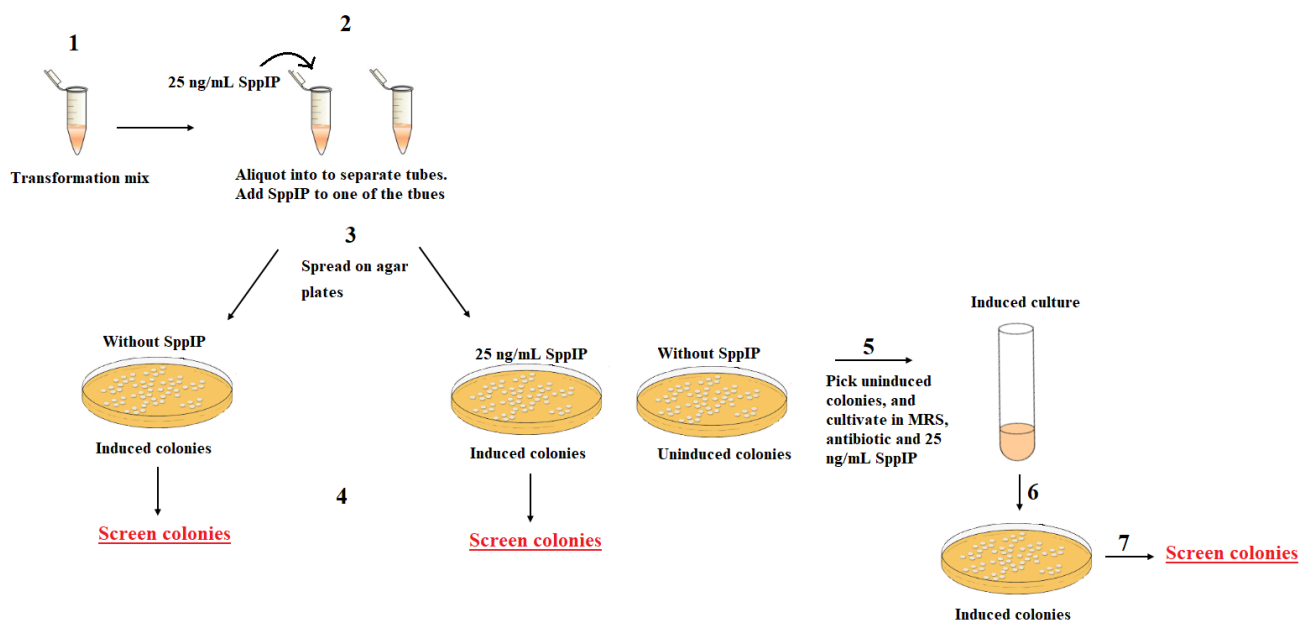 1
2
25 ng/mL SppIP
Transformation mix
Aliquot into to separate tubes.
Add SppIP to one of the tbues
3
Spread on agar
plates
Without SppIP
Induced colonies
25 ng/mL SppIP
Induced colonies
Without SppIP
Uninduced colonies
4
Screen colonies
Screen colonies
5
Pick uninduced
colonies, and
cultivate in MRS,
antibiotic and 25
ng/mL SppIP
Induced culture
6
Induced colonies
7
Screen colonies